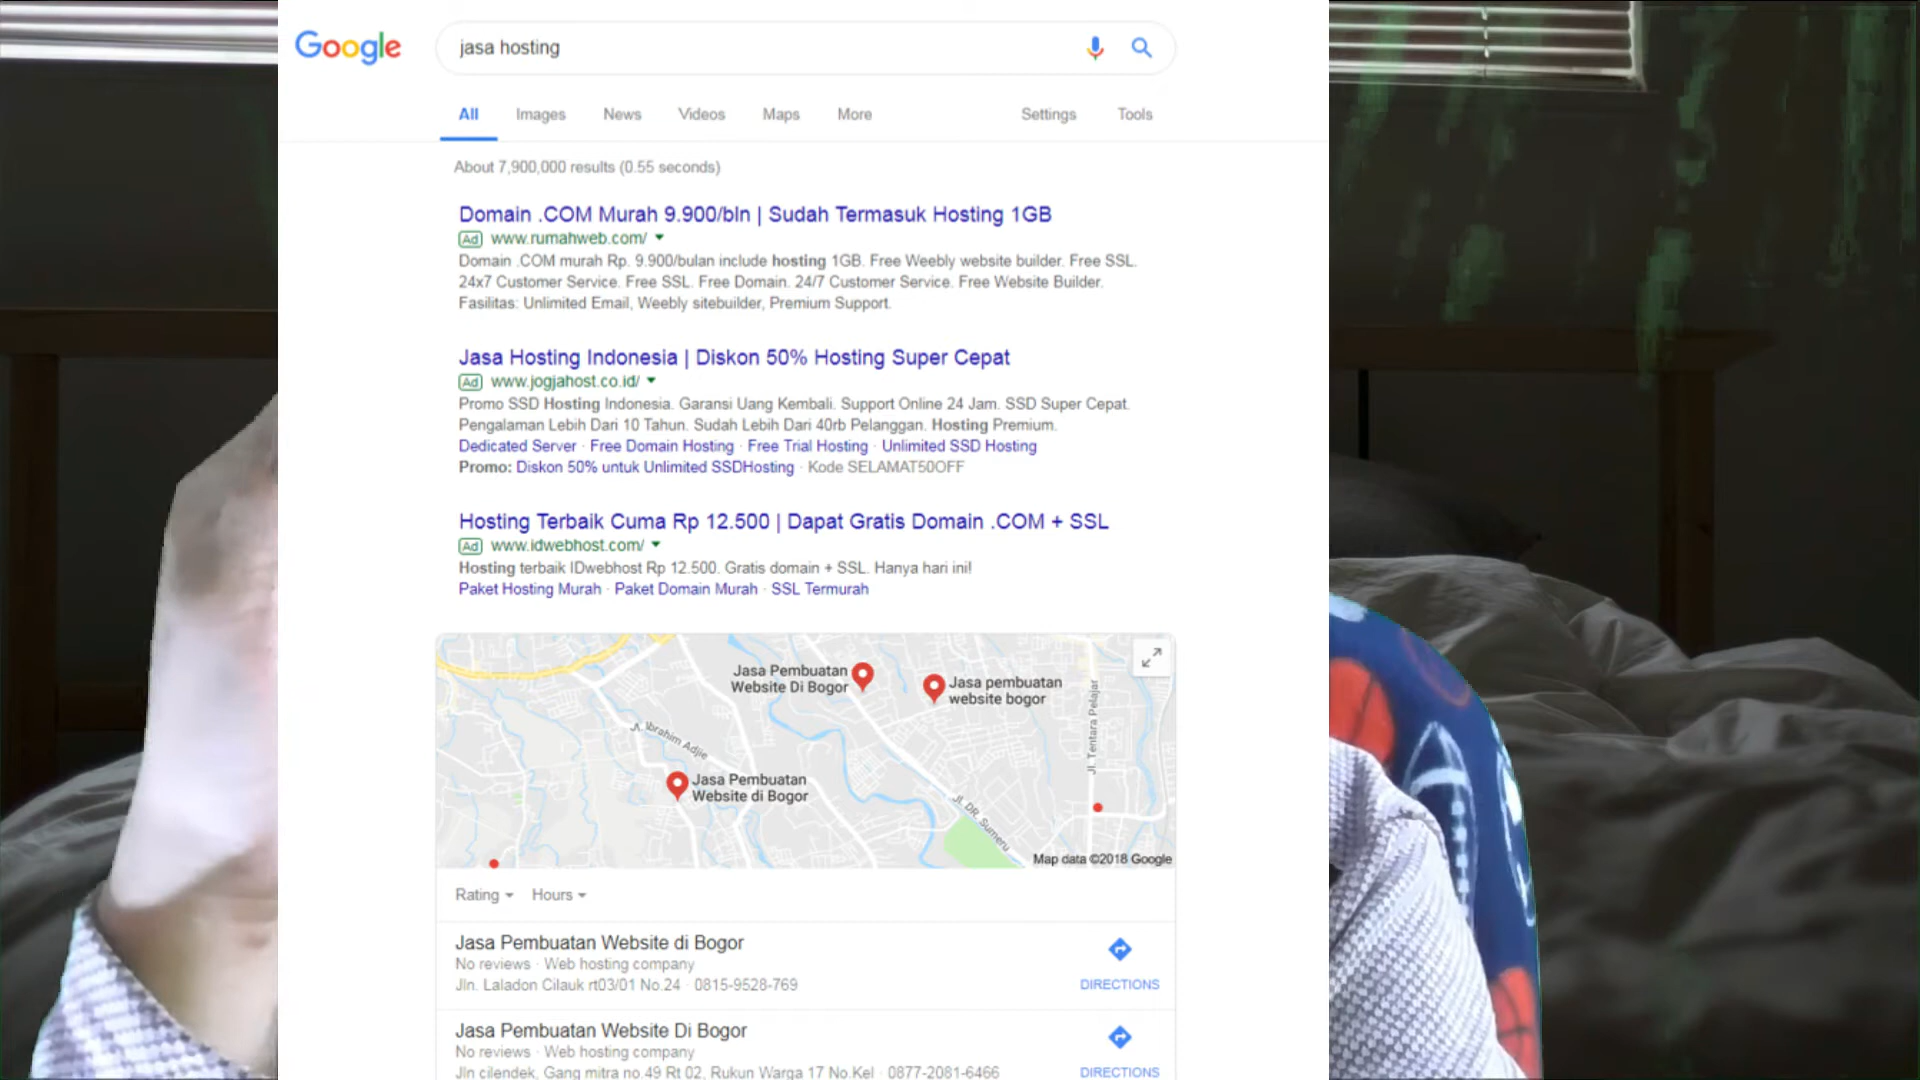 Google
jasa hosting
All Images News Videos Maps More Settings Tools
About 7,900,000 results (0.55 seconds)
Domain .COM Murah 9.900/bln | Sudah Termasuk Hosting 1GB
Ad www.rumahweb.com/
Domain .COM murah Rp. 9.900/bulan include hosting 1GB. Free Weebly website builder. Free SSL.
24x7 Customer Service. Free SSL. Free Domain. 24/7 Customer Service. Free Website Builder.
Fasilitas: Unlimited Email, Weebly sitebuilder, Premium Support.
Jasa Hosting Indonesia | Diskon 50% Hosting Super Cepat
Ad www.jogjahost.co.id/
Promo SSD Hosting Indonesia. Garansi Uang Kembali. Support Online 24 Jam. SSD Super Cepat.
Pengalaman Lebih Dari 10 Tahun. Sudah Lebih Dari 40rb Pelanggan. Hosting Premium.
Dedicated Server · Free Domain Hosting · Free Trial Hosting · Unlimited SSD Hosting
Promo: Diskon 50% untuk Unlimited SSDHosting · Kode SELAMAT50OFF
Hosting Terbaik Cuma Rp 12.500 | Dapat Gratis Domain .COM + SSL
Ad www.idwebhost.com/
Hosting terbaik IDwebhost Rp 12.500. Gratis domain + SSL. Hanya hari ini!
Paket Hosting Murah · Paket Domain Murah · SSL Termurah
Jasa Pembuatan
Website Di Bogor
Jasa pembuatan
website bogor
Jl. Ibrahim Adjie
Jl. Tentara Pelajar
Jasa Pembuatan
Website di Bogor
Jl. DR. Sumeru
Map data ©2018 Google
Rating Hours
Jasa Pembuatan Website di Bogor
No reviews · Web hosting company
Jln. Laladon Cilauk rt03/01 No.24 · 0815-9528-769
DIRECTIONS
Jasa Pembuatan Website Di Bogor
No reviews · Web hosting company
Jln cilendek, Gang mitra no.49 Rt 02, Rukun Warga 17 No.Kel · 0877-2081-6466
DIRECTIONS